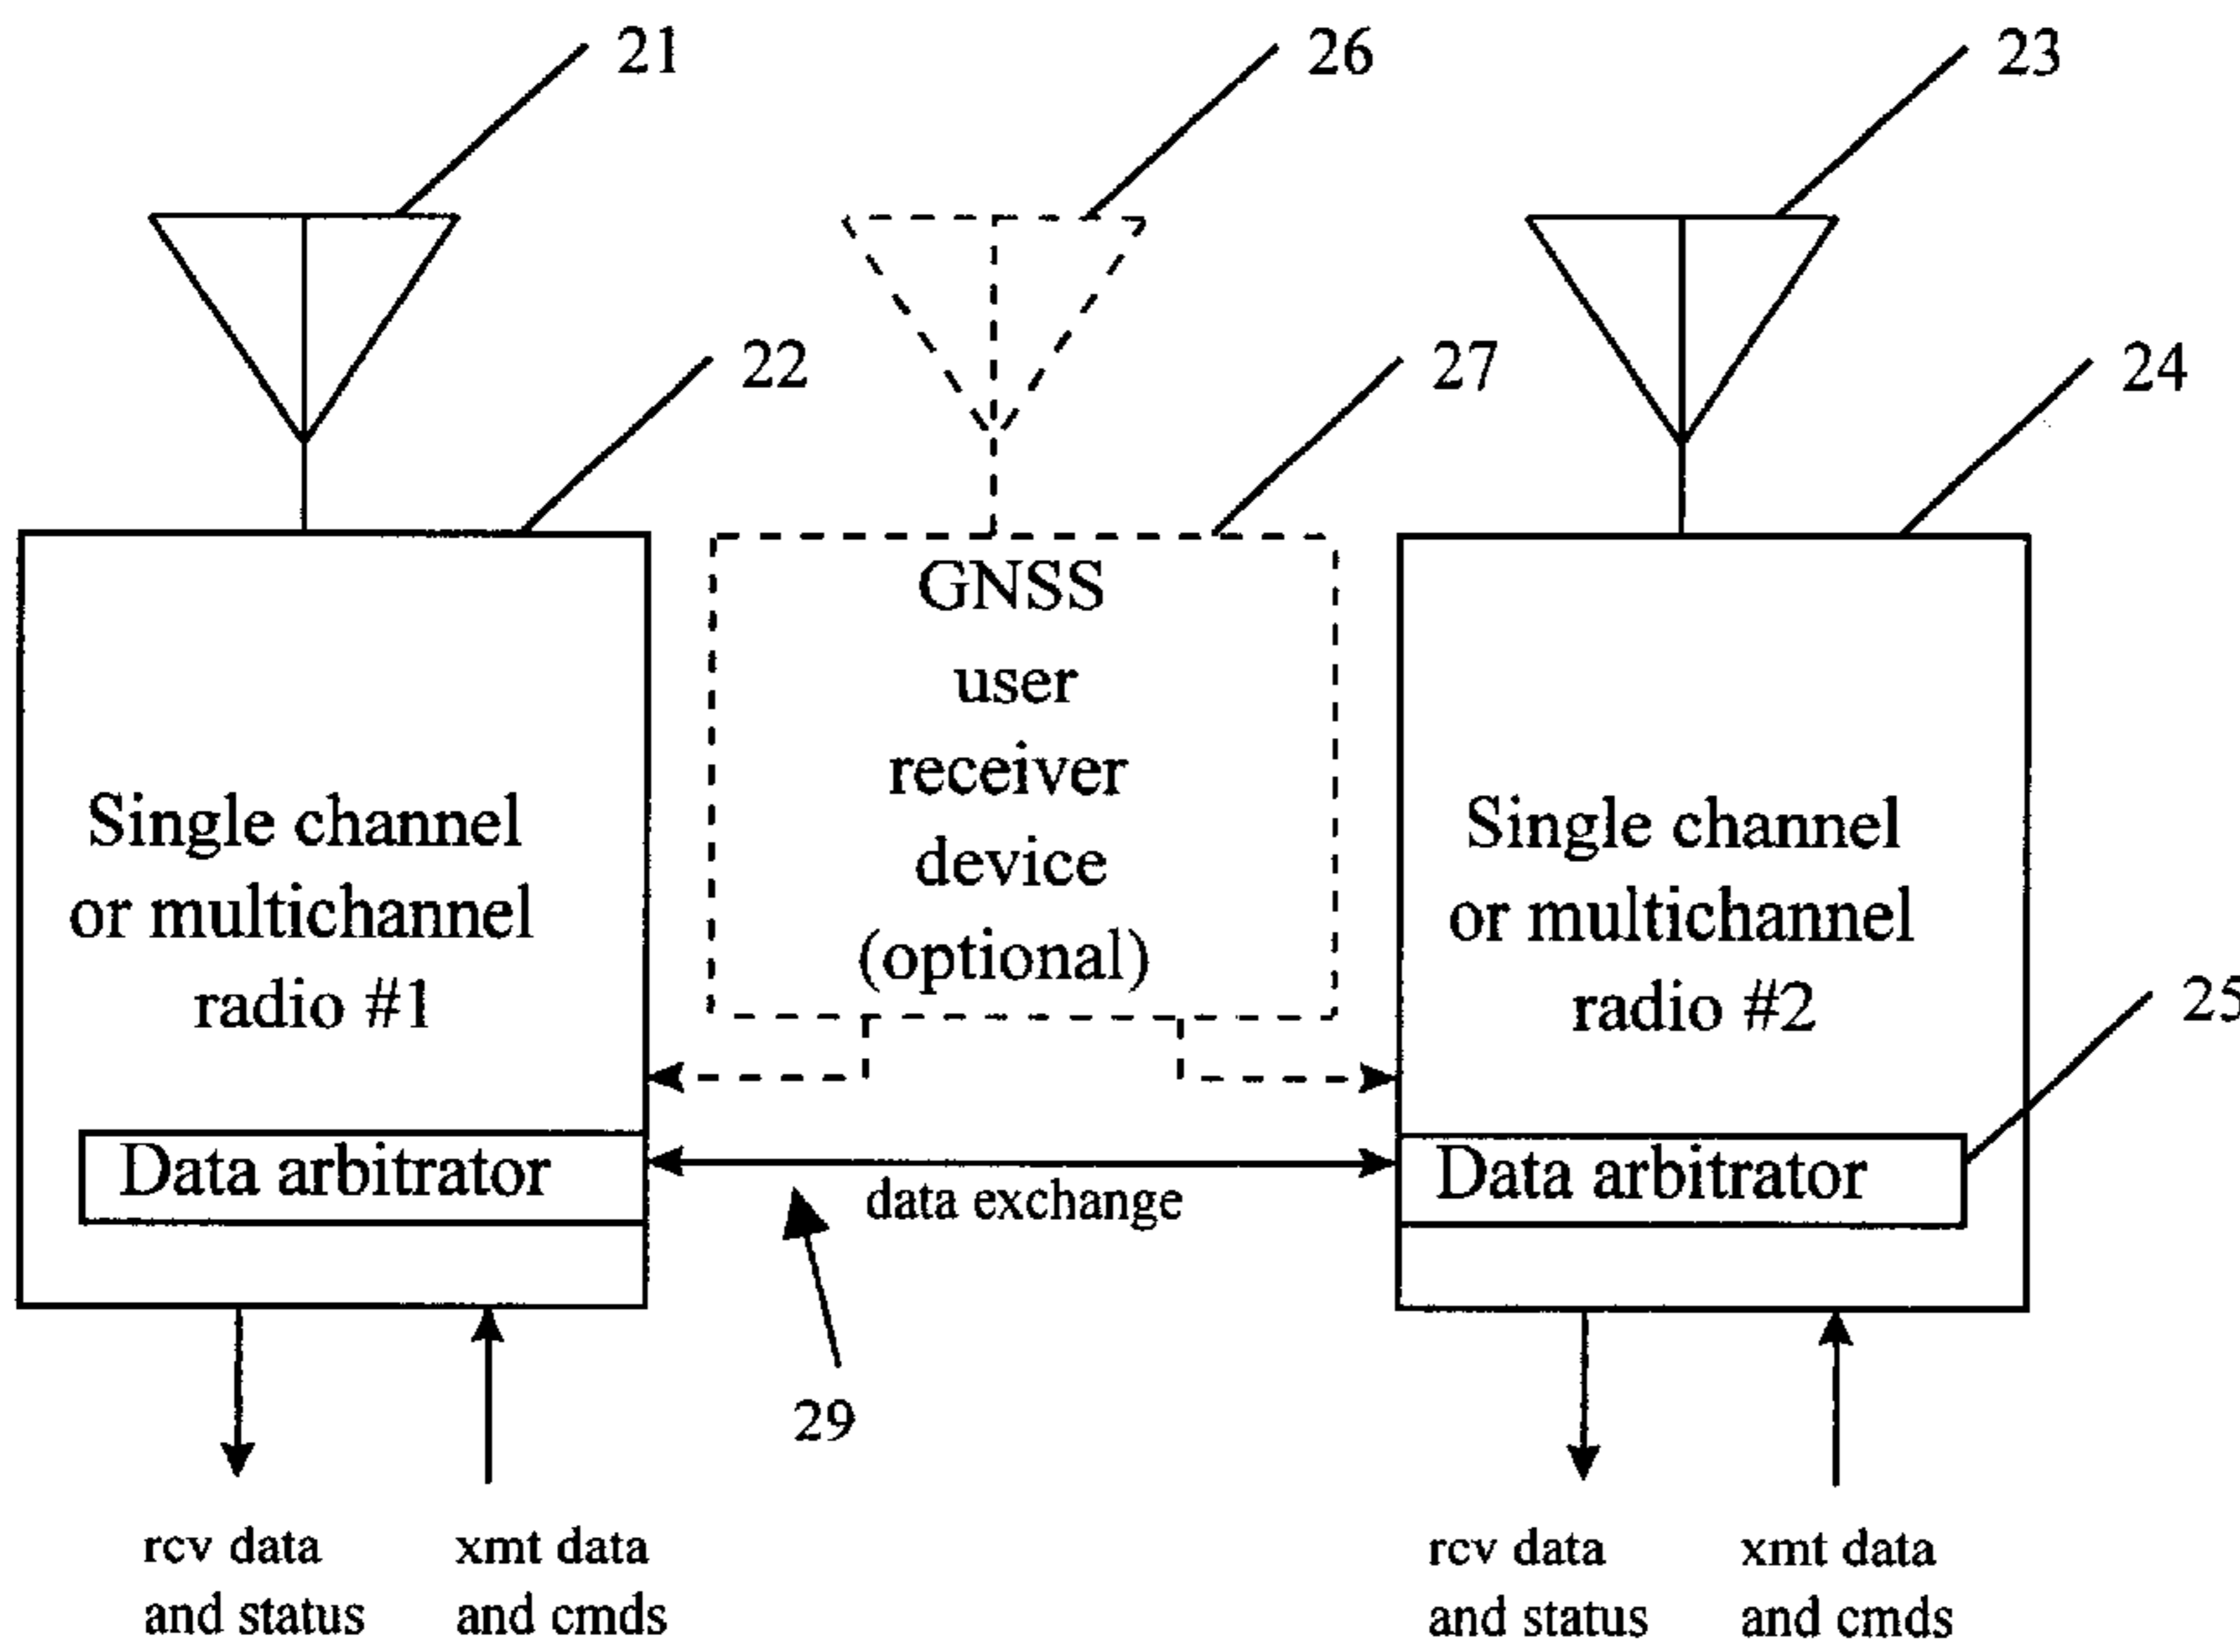 21
26
23
22
27
24
GNSS
user
receiver
device
(optional)
Single channel
or multichannel
radio #1
Single channel
or multichannel
radio #2
25
Data arbitrator
Data arbitrator
data exchange
29
rcv data
and status
xmt data
and cmds
rcv data
and status
xmt data
and cmds